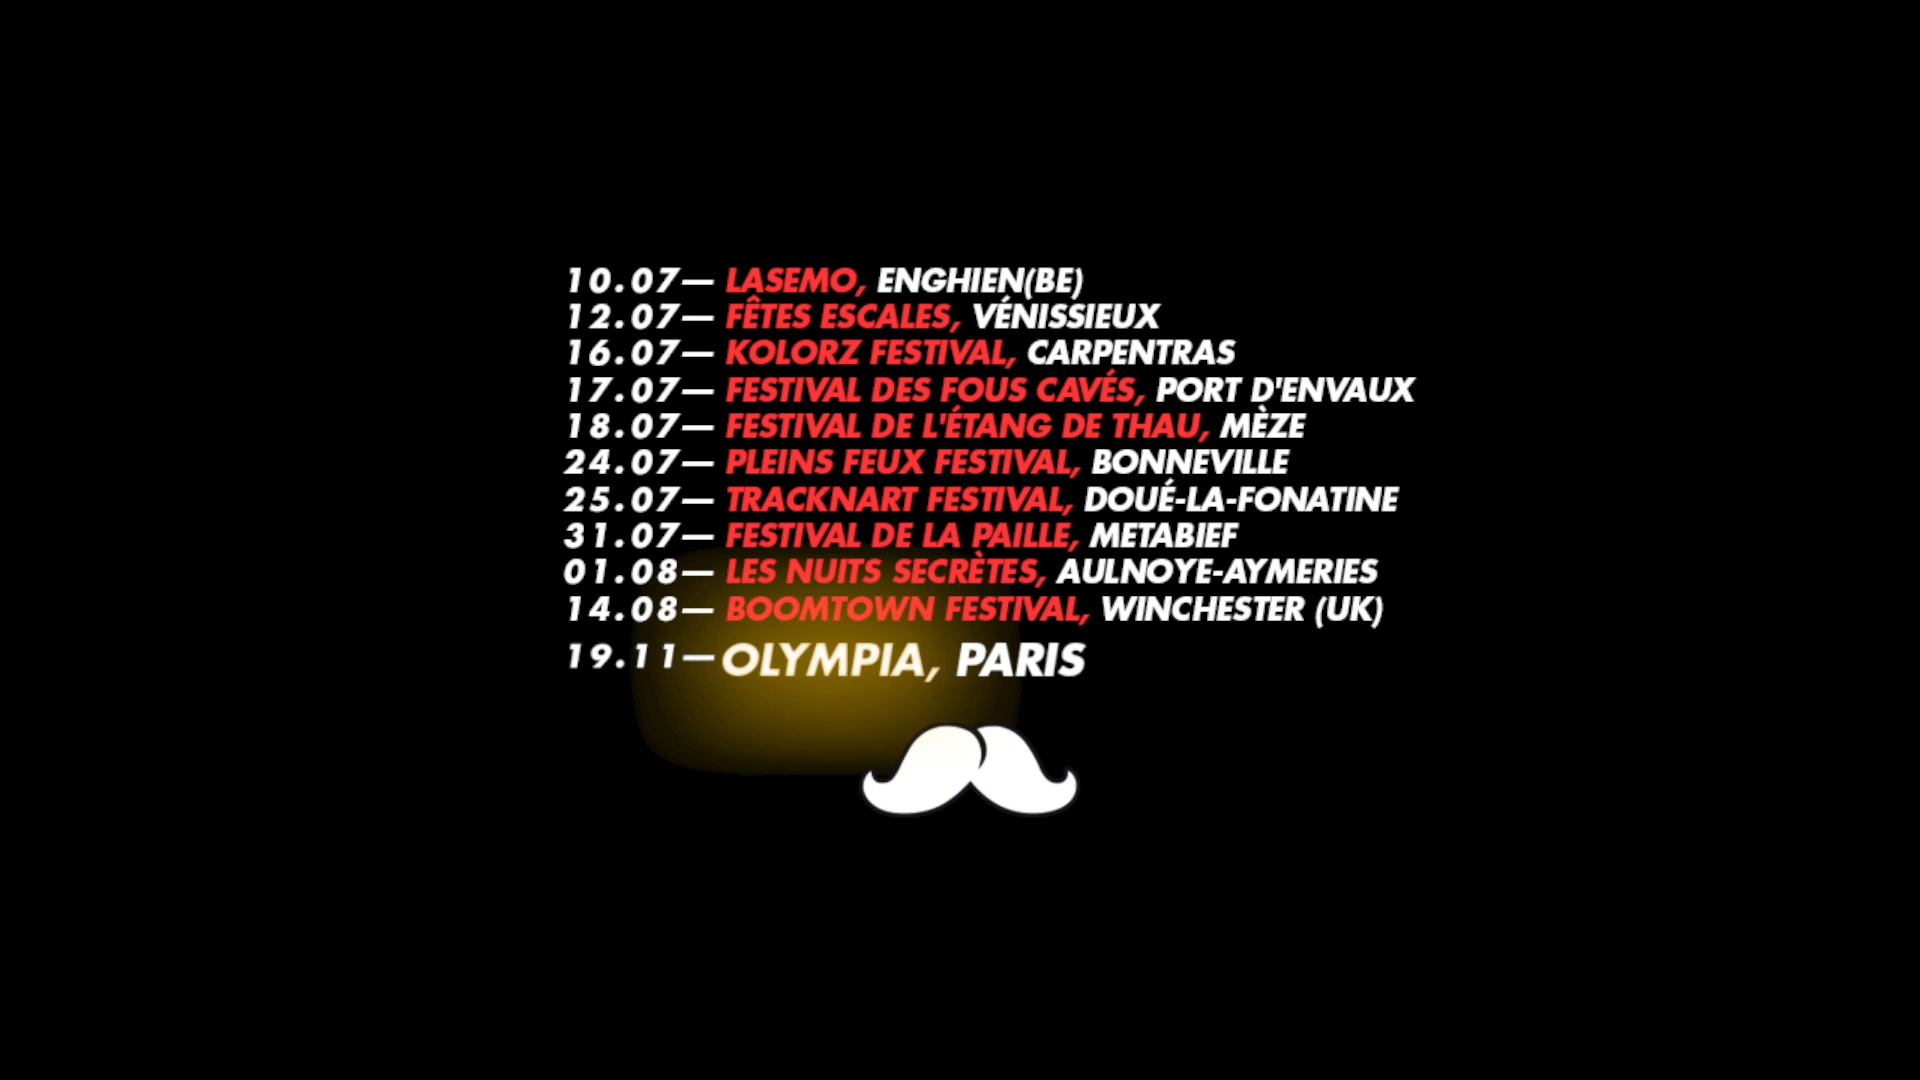 10.07— LASEMO, ENGHIEN(BE)
12.07— FÊTES ESCALES, VÉNISSIEUX
16.07— KOLORZ FESTIVAL, CARPENTRAS
17.07— FESTIVAL DES FOUS CAVÉS, PORT D'ENVAUX
18.07— FESTIVAL DE L'ÉTANG DE THAU, MÈZE
24.07— PLEINS FEUX FESTIVAL, BONNEVILLE
25.07— TRACKNART FESTIVAL, DOUÉ-LA-FONATINE
31.07— FESTIVAL DE LA PAILLE, METABIEF
01.08— LES NUITS SECRÈTES, AULNOYE-AYMERIES
14.08— BOOMTOWN FESTIVAL, WINCHESTER (UK)
19.11— OLYMPIA, PARIS